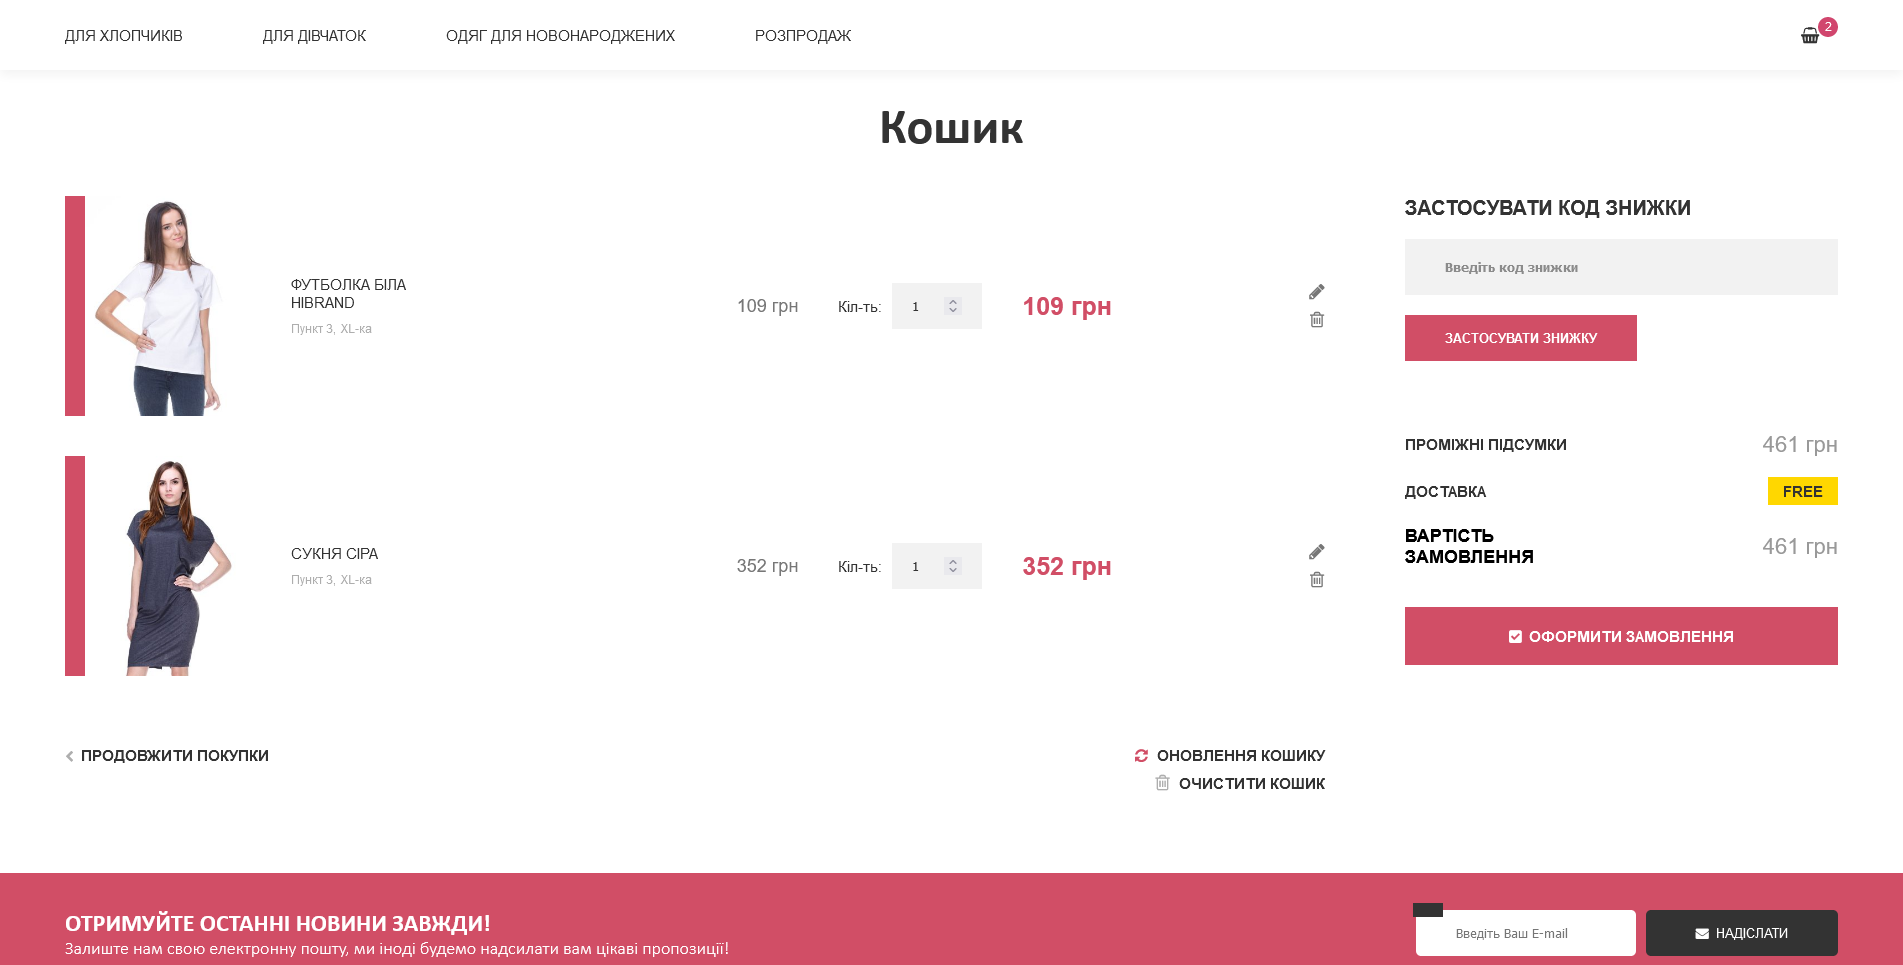 ДЛЯ ХЛОПЧИКІВ
ДЛЯ ДІВЧАТОК
ОДЯГ ДЛЯ НОВОНАРОДЖЕНИХ
РОЗПРОДАЖ
2
Кошик
ФУТБОЛКА БІЛА
HIBRAND
Пункт 3, XL-ка
109 грн
Кіл-ть:
1
109 грн
СУКНЯ СІРА
Пункт 3, XL-ка
352 грн
Кіл-ть:
1
352 грн
ПРОДОВЖИТИ ПОКУПКИ
ОНОВЛЕННЯ КОШИКУ
ОЧИСТИТИ КОШИК
ЗАСТОСУВАТИ КОД ЗНИЖКИ
Введіть код знижки
ЗАСТОСУВАТИ ЗНИЖКУ
ПРОМІЖНІ ПІДСУМКИ
461 грн
ДОСТАВКА
FREE
ВАРТІСТЬ
ЗАМОВЛЕННЯ
461 грн
ОФОРМИТИ ЗАМОВЛЕННЯ
ОТРИМУЙТЕ ОСТАННІ НОВИНИ ЗАВЖДИ!
Залиште нам свою електронну пошту, ми іноді будемо надсилати вам цікаві пропозиції!
Введіть Ваш E-mail
НАДІСЛАТИ